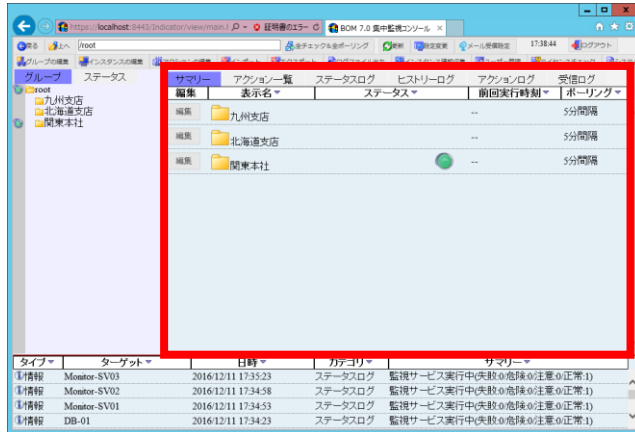 https://localhost:8443/Indicator/view/main.l
証明書のエラー
BOM 7.0 集中監視コンソール
戻る
上へ
/root
全チェック&全ポーリング
更新
設定変更
メール受信設定
17:38:44
ログアウト
グループの編集
インスタンスの編集
インポート
グループ
ステータス
root
九州支店
北海道支店
関東本社
サマリー アクション一覧 ステータスログ ヒストリーログ アクションログ 受信ログ
編集 表示名 ステータス 前回実行時刻 ポーリング
編集 九州支店 -- 5分間隔
編集 北海道支店 -- 5分間隔
編集 関東本社 -- 5分間隔
タイプ ターゲット 日時 カテゴリ サマリー
情報 Monitor-SV03 2016/12/11 17:35:23 ステータスログ 監視サービス実行中(失敗:0/危険:0/注意:0/正常:1)
情報 Monitor-SV02 2016/12/11 17:34:58 ステータスログ 監視サービス実行中(失敗:0/危険:0/注意:0/正常:1)
情報 Monitor-SV01 2016/12/11 17:34:53 ステータスログ 監視サービス実行中(失敗:0/危険:0/注意:0/正常:1)
情報 DB-01 2016/12/11 17:34:23 ステータスログ 監視サービス実行中(失敗:0/危険:0/注意:0/正常:1)